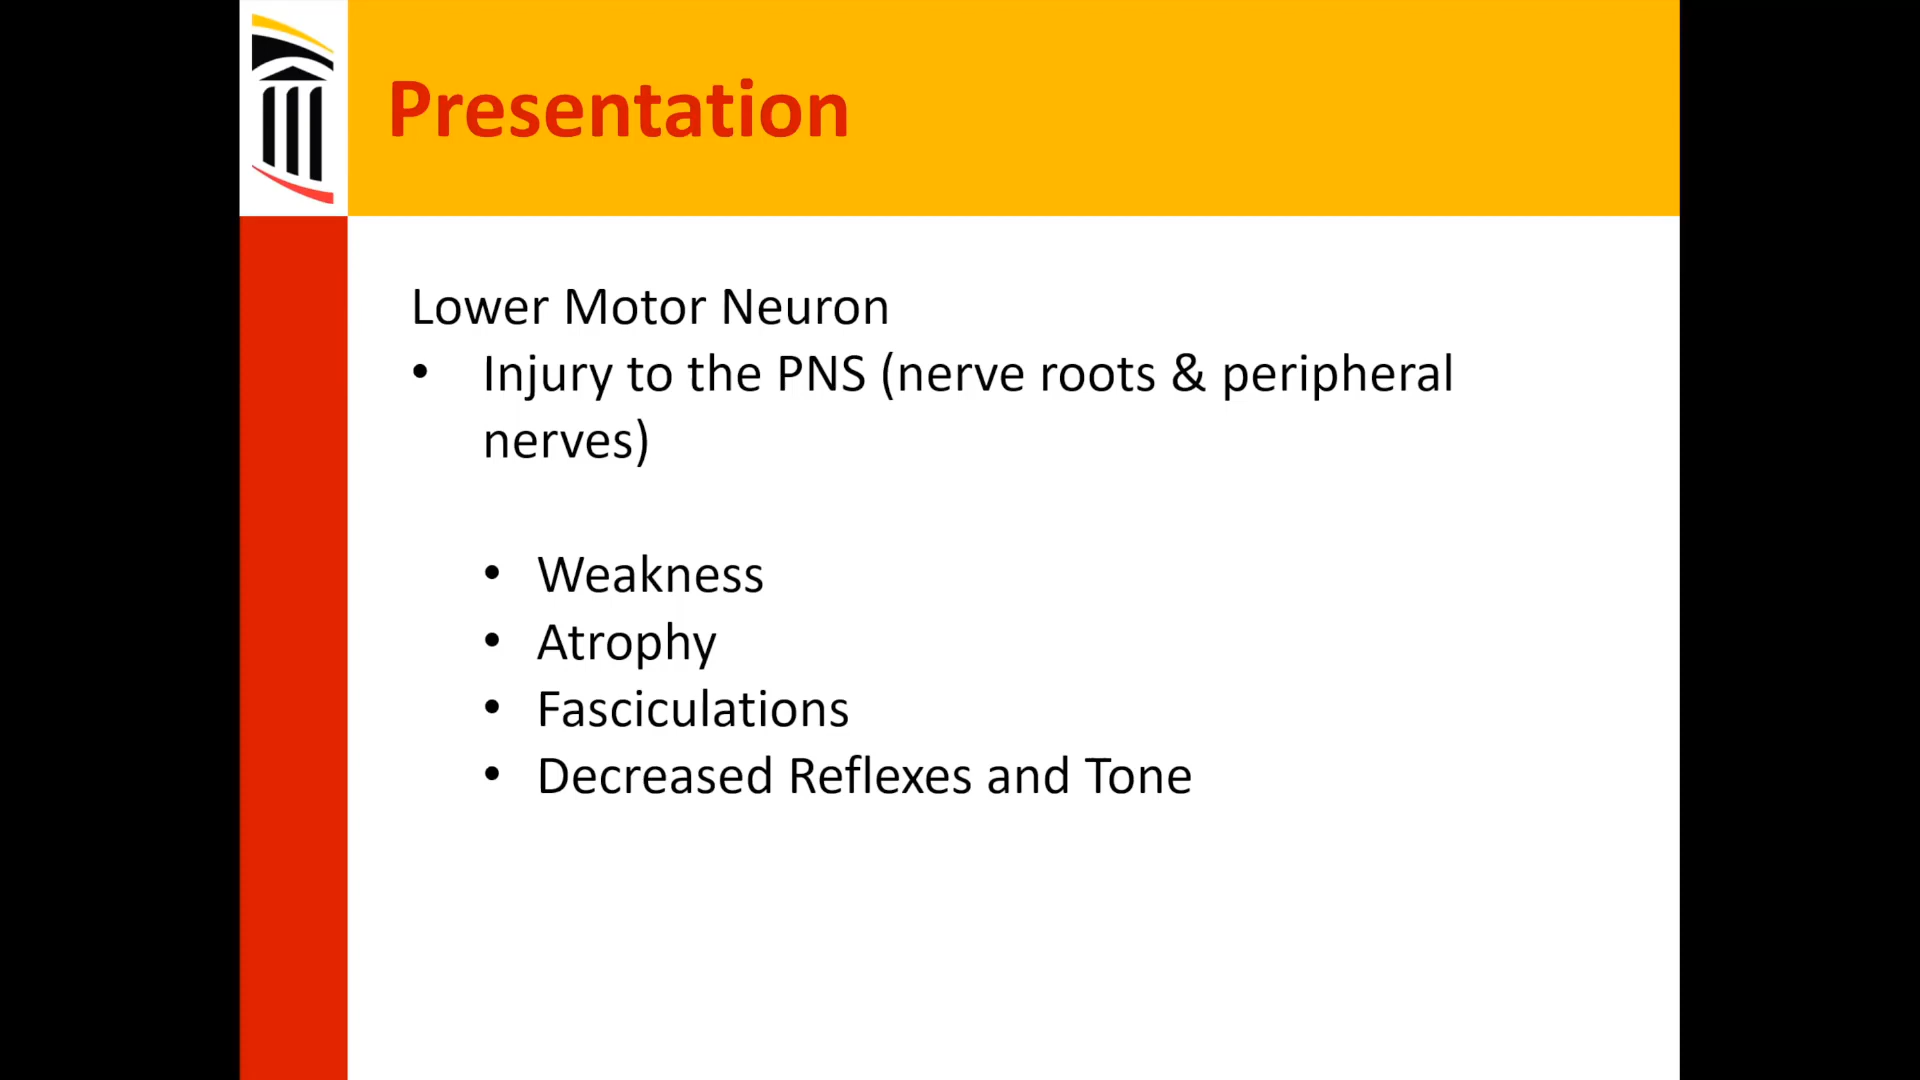 Presentation
Lower Motor Neuron
• Injury to the PNS (nerve roots & peripheral
nerves)
• Weakness
• Atrophy
• Fasciculations
• Decreased Reflexes and Tone